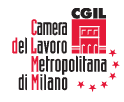 CGIL
Camera
del Lavoro
Metropolitana
di Milano